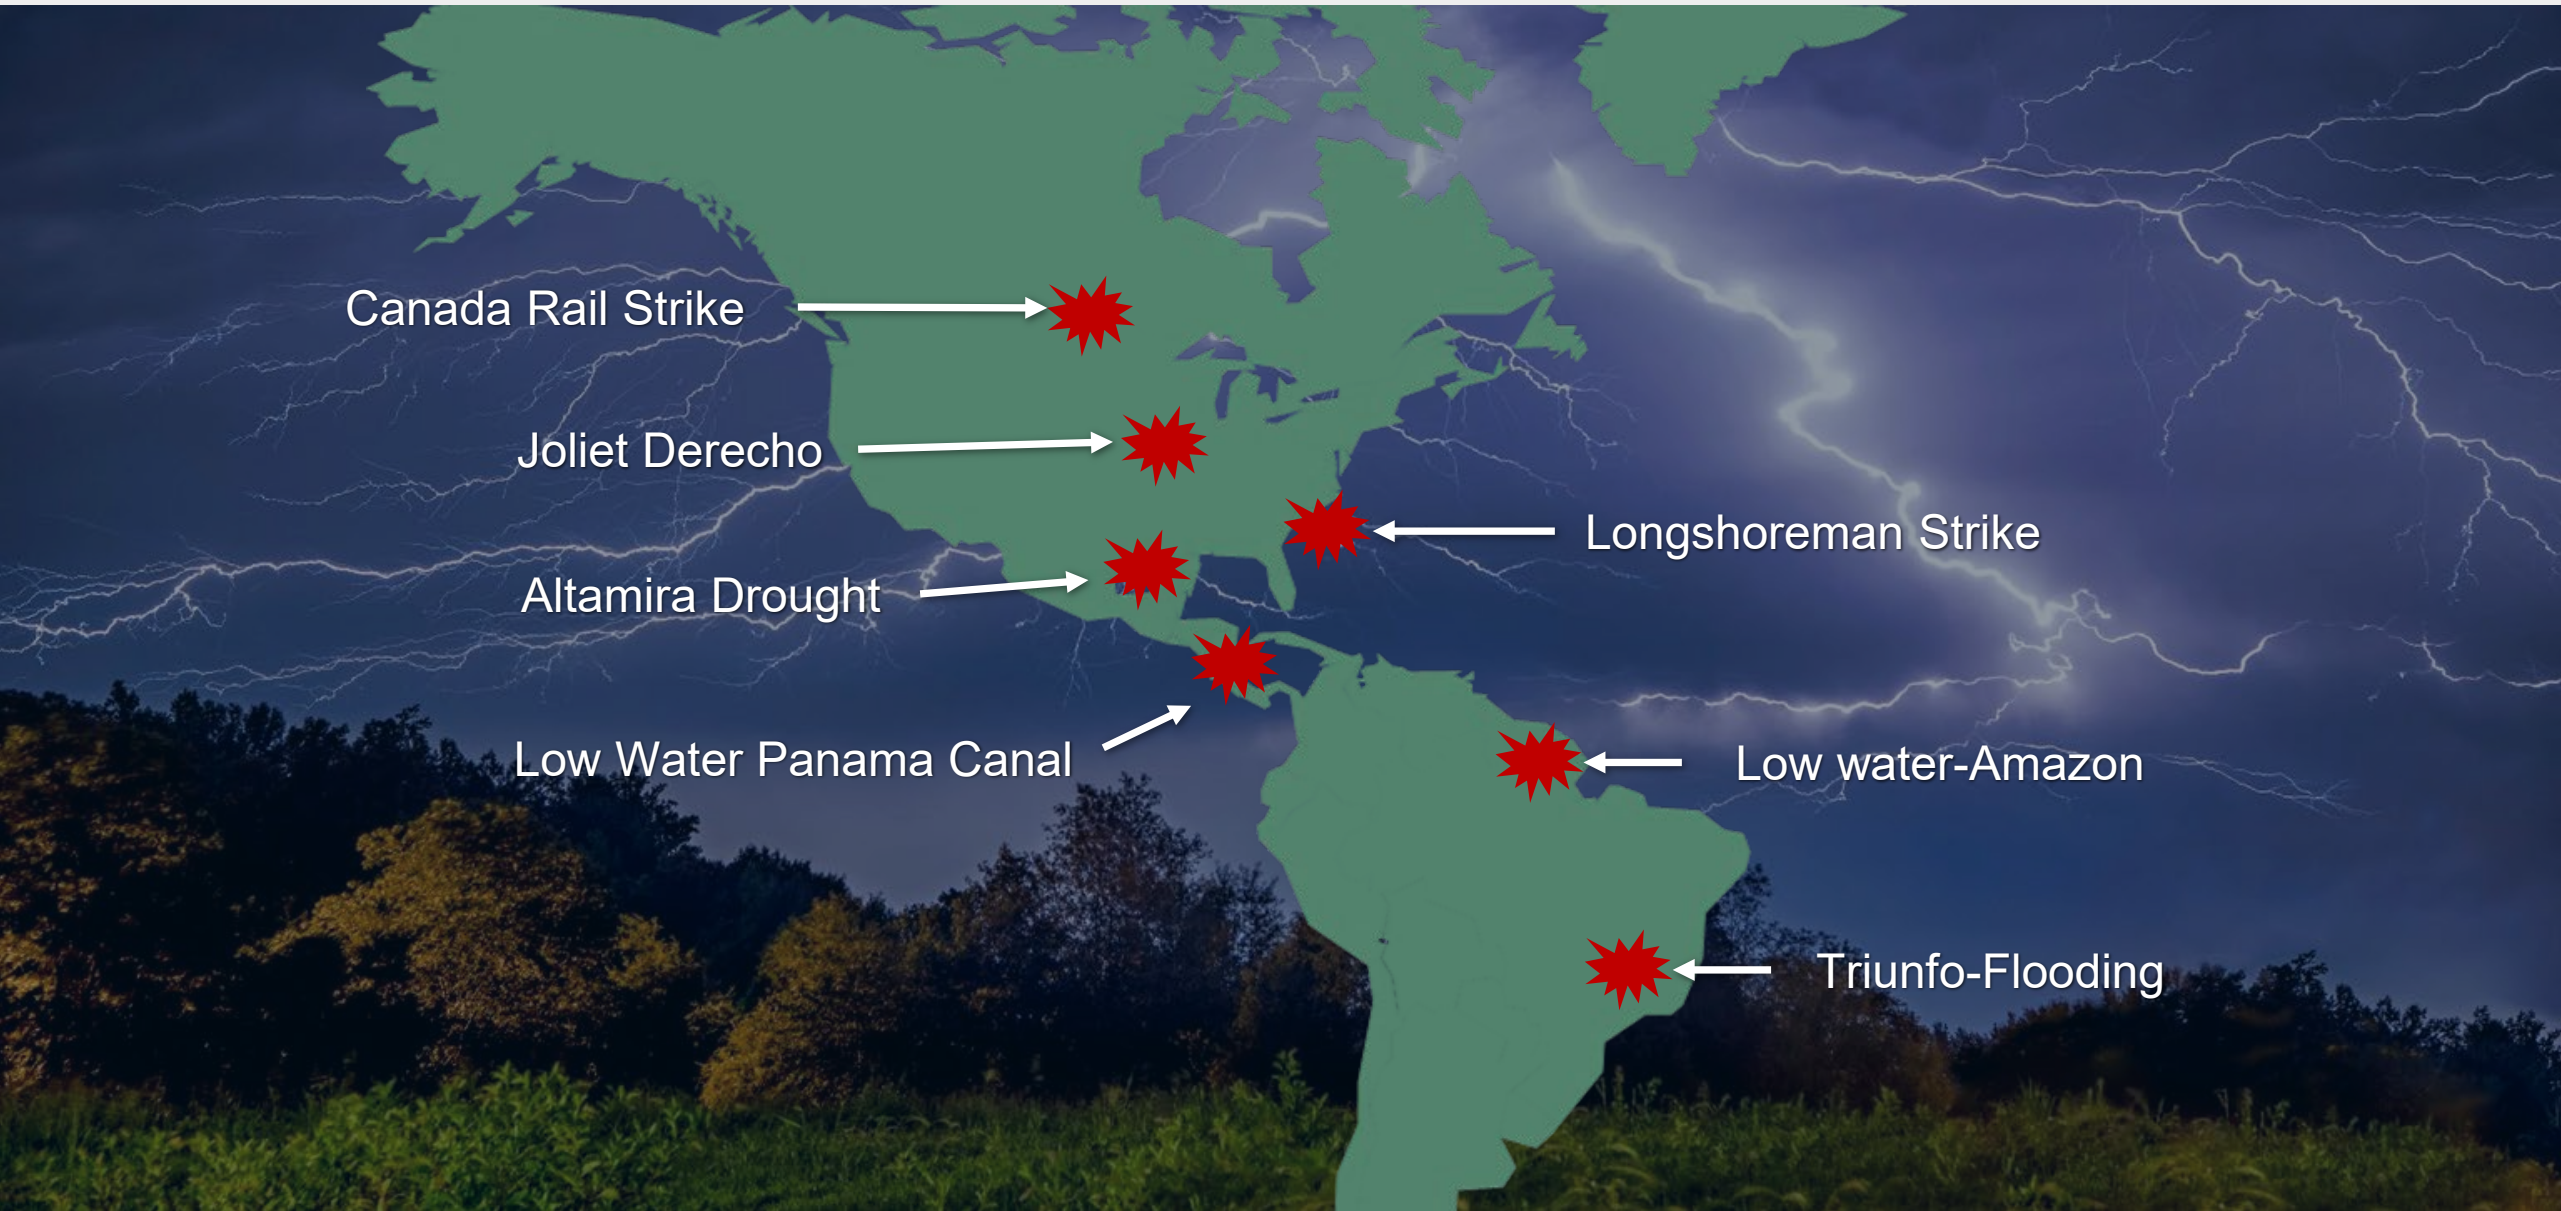 Canada Rail Strike
Joliet Derecho
Longshoreman Strike
Altamira Drought
Low Water Panama Canal
Low water-Amazon
Triunfo-Flooding